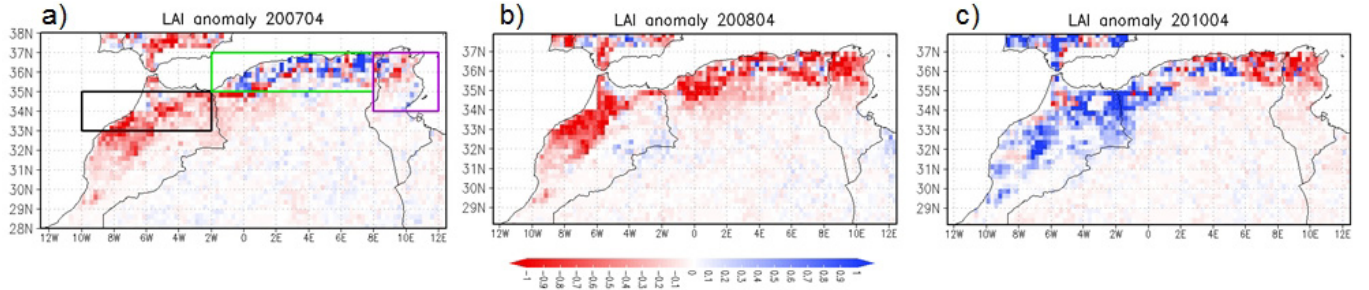 a) LAI anomaly 200704
38N
37N
36N
35N
34N
33N
32N
31N
30N
29N
28N
12W 10W 8W 6W 4W 2W 0 2E 4E 6E 8E 10E 12E
b) LAI anomaly 200804
37N
36N
35N
34N
33N
32N
31N
30N
29N
12W 10W 8W 6W 4W 2W 0 2E 4E 6E 8E 10E 12E
c) LAI anomaly 201004
37N
36N
35N
34N
33N
32N
31N
30N
29N
12W 10W 8W 6W 4W 2W 0 2E 4E 6E 8E 10E 12E
-1 -0.9 -0.8 -0.7 -0.6 -0.5 -0.4 -0.3 -0.2 -0.1 0 0.1 0.2 0.3 0.4 0.5 0.6 0.7 0.8 0.9 1